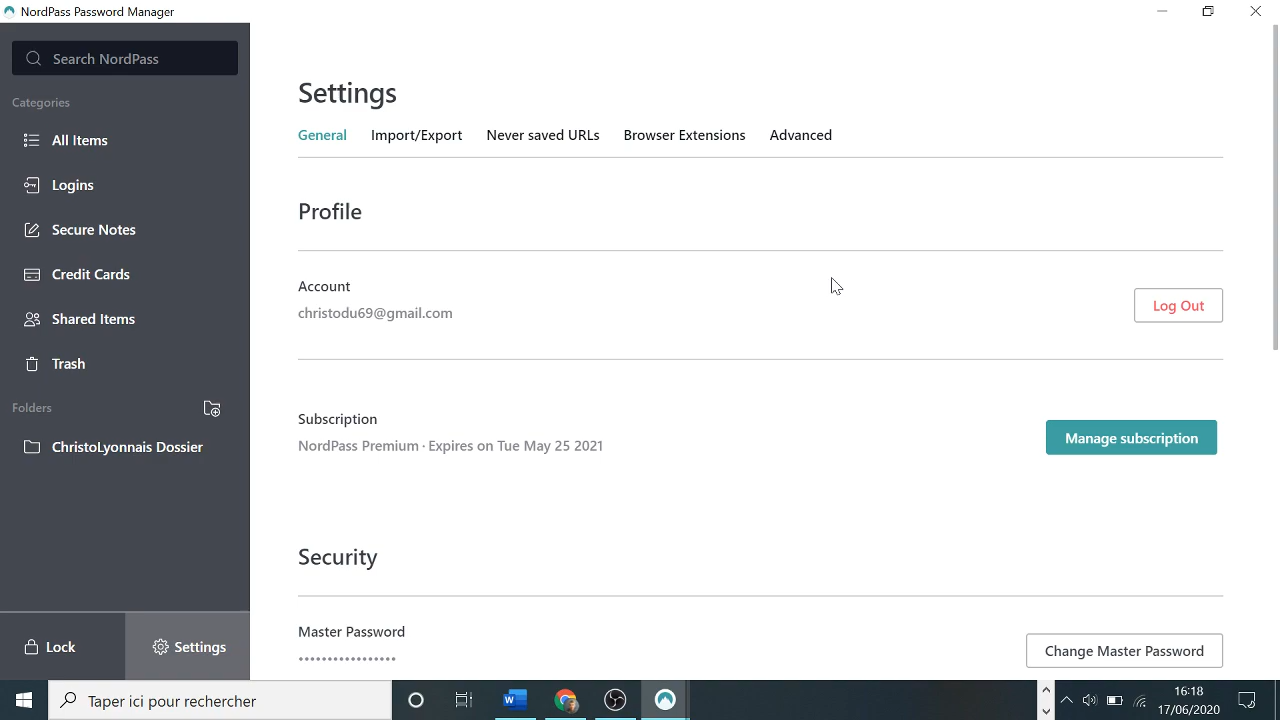 NordPass Password Manager
Search NordPass
Categories
All Items
Logins
Secure Notes
Credit Cards
Shared Items
Trash
Folders
ChristoLyonnais Dossier
Lock
Settings
Settings
General Import/Export Never saved URLs Browser Extensions Advanced
Profile
Account
christodu69@gmail.com
Log Out
Subscription
NordPass Premium · Expires on Tue May 25 2021
Manage subscription
Security
Master Password
•••••••••••••••••
Change Master Password
Taper ici pour rechercher
16:18
17/06/2020